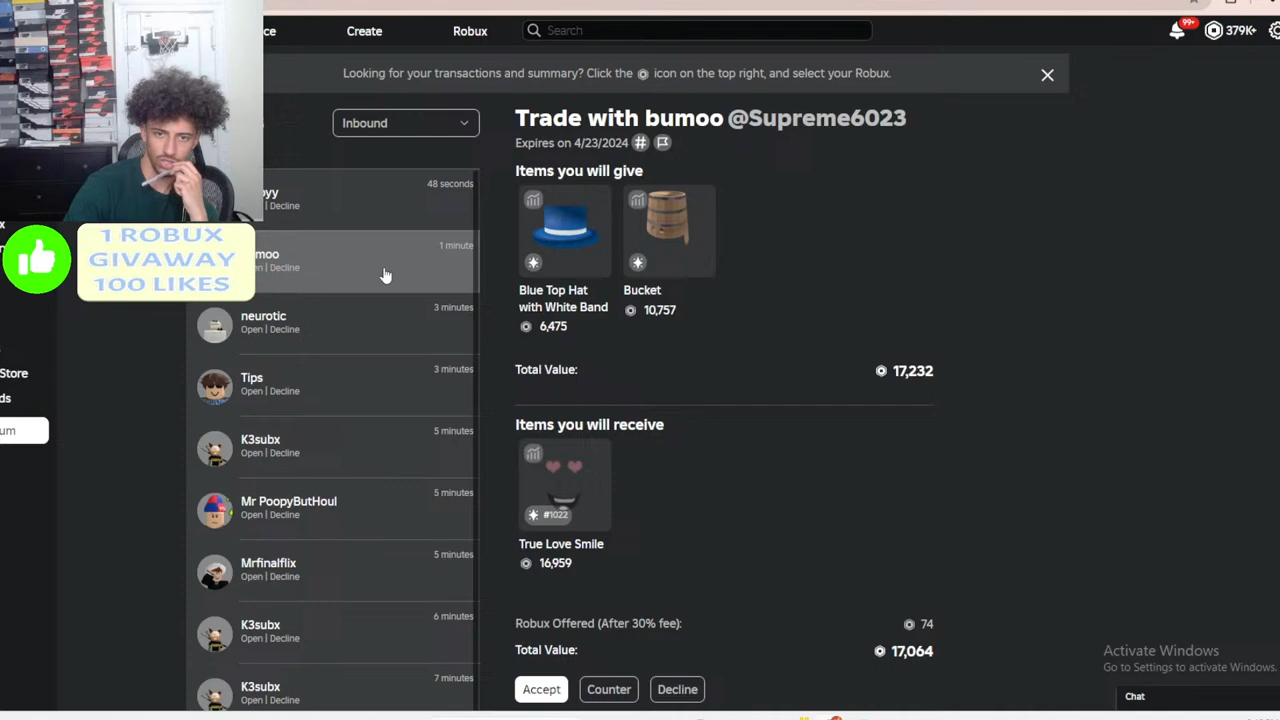 ce
Create
Robux
Search
99+
379K+
Looking for your transactions and summary? Click the icon on the top right, and select your Robux.
Inbound
Trade with bumoo @Supreme6023
Expires on 4/23/2024
Items you will give
Blue Top Hat
with White Band
6,475
Bucket
10,757
Total Value:
17,232
Items you will receive
#1022
True Love Smile
16,959
Robux Offered (After 30% fee):
74
Total Value:
17,064
Accept
Counter
Decline
yy
48 seconds
Decline
moo
1 minute
en | Decline
neurotic
3 minutes
Open | Decline
Tips
3 minutes
Open | Decline
K3subx
5 minutes
Open | Decline
Mr PoopyButHoul
5 minutes
Open | Decline
Mrfinalflix
5 minutes
Open | Decline
K3subx
6 minutes
Open | Decline
K3subx
7 minutes
Open | Decline
1 ROBUX
GIVAWAY
100 LIKES
x
Store
ds
um
Activate Windows
Go to Settings to activate Windows.
Chat